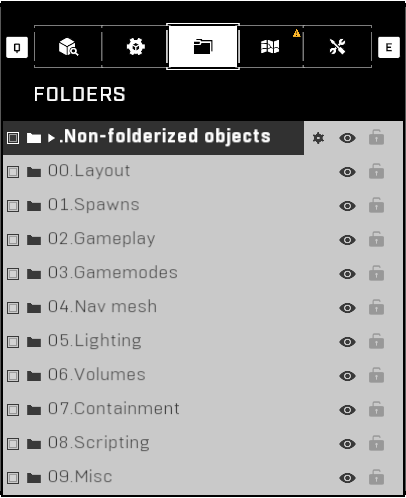 Q
E
FOLDERS
.Non-folderized objects
00.Layout
01.Spawns
02.Gameplay
03.Gamemodes
04.Nav mesh
05.Lighting
06.Volumes
07.Containment
08.Scripting
09.Misc